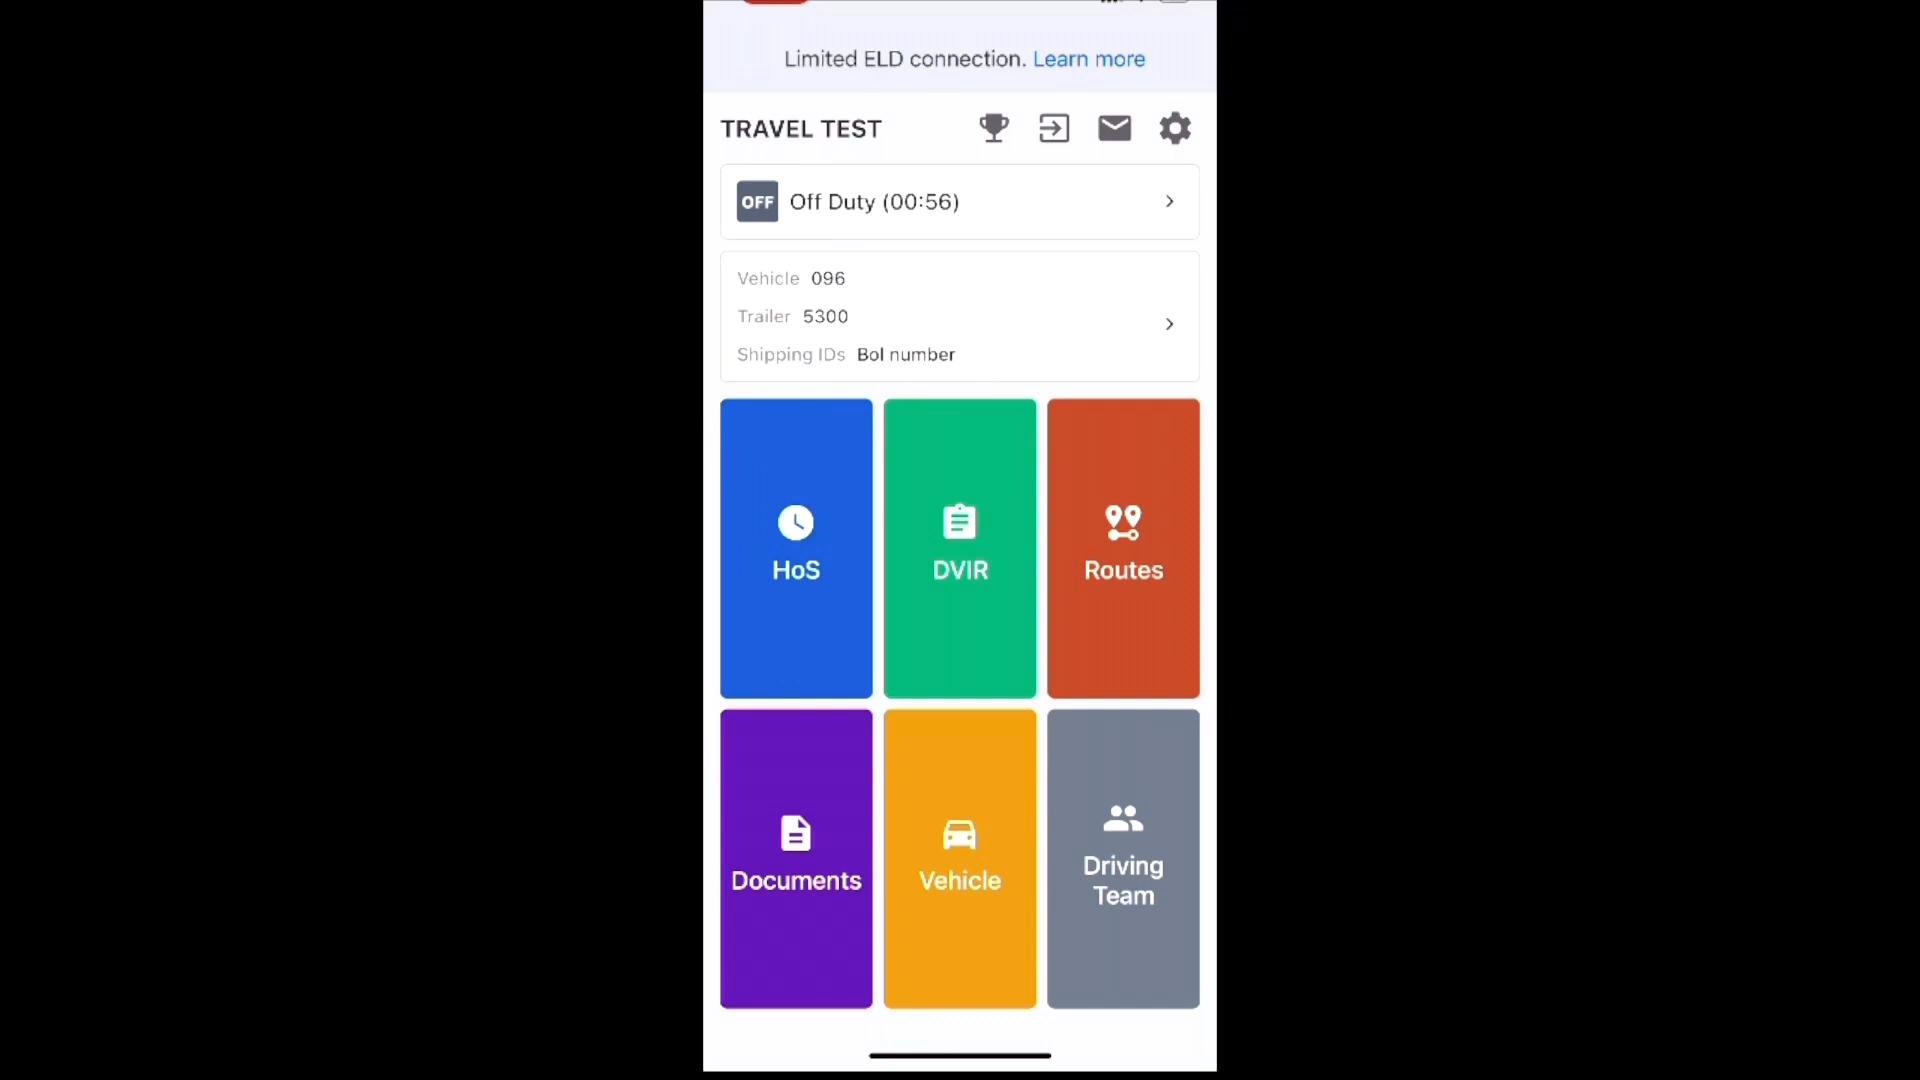 Limited ELD connection. Learn more
TRAVEL TEST
OFF Off Duty (00:56)
Vehicle 096
Trailer 5300
Shipping IDs Bol number
HoS
DVIR
Routes
Documents
Vehicle
Driving
Team